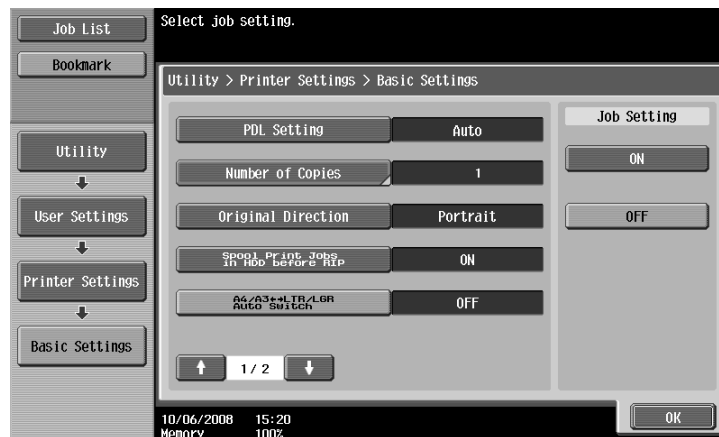 Job List
Bookmark
Utility
User Settings
Printer Settings
Basic Settings
Select job setting.
Utility > Printer Settings > Basic Settings
PDL Setting
Auto
Number of Copies
1
Original Direction
Portrait
Spool Print Jobs
in HDD before RIP
ON
A4/A3↔LTR/LGR
Auto Switch
OFF
1/ 2
Job Setting
ON
OFF
10/06/2008 15:20
Memory 100%
OK